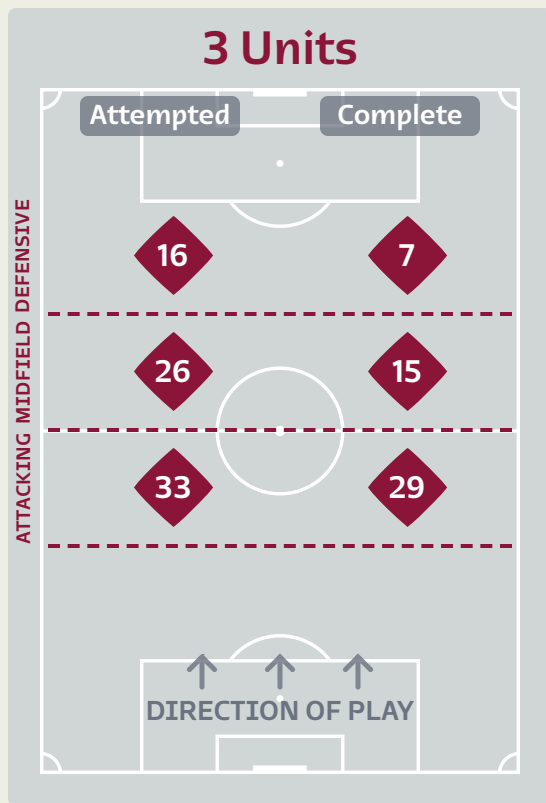 3 Units
Attempted Complete
ATTACKING MIDFIELD DEFENSIVE
16 7
26 15
33 29
DIRECTION OF PLAY